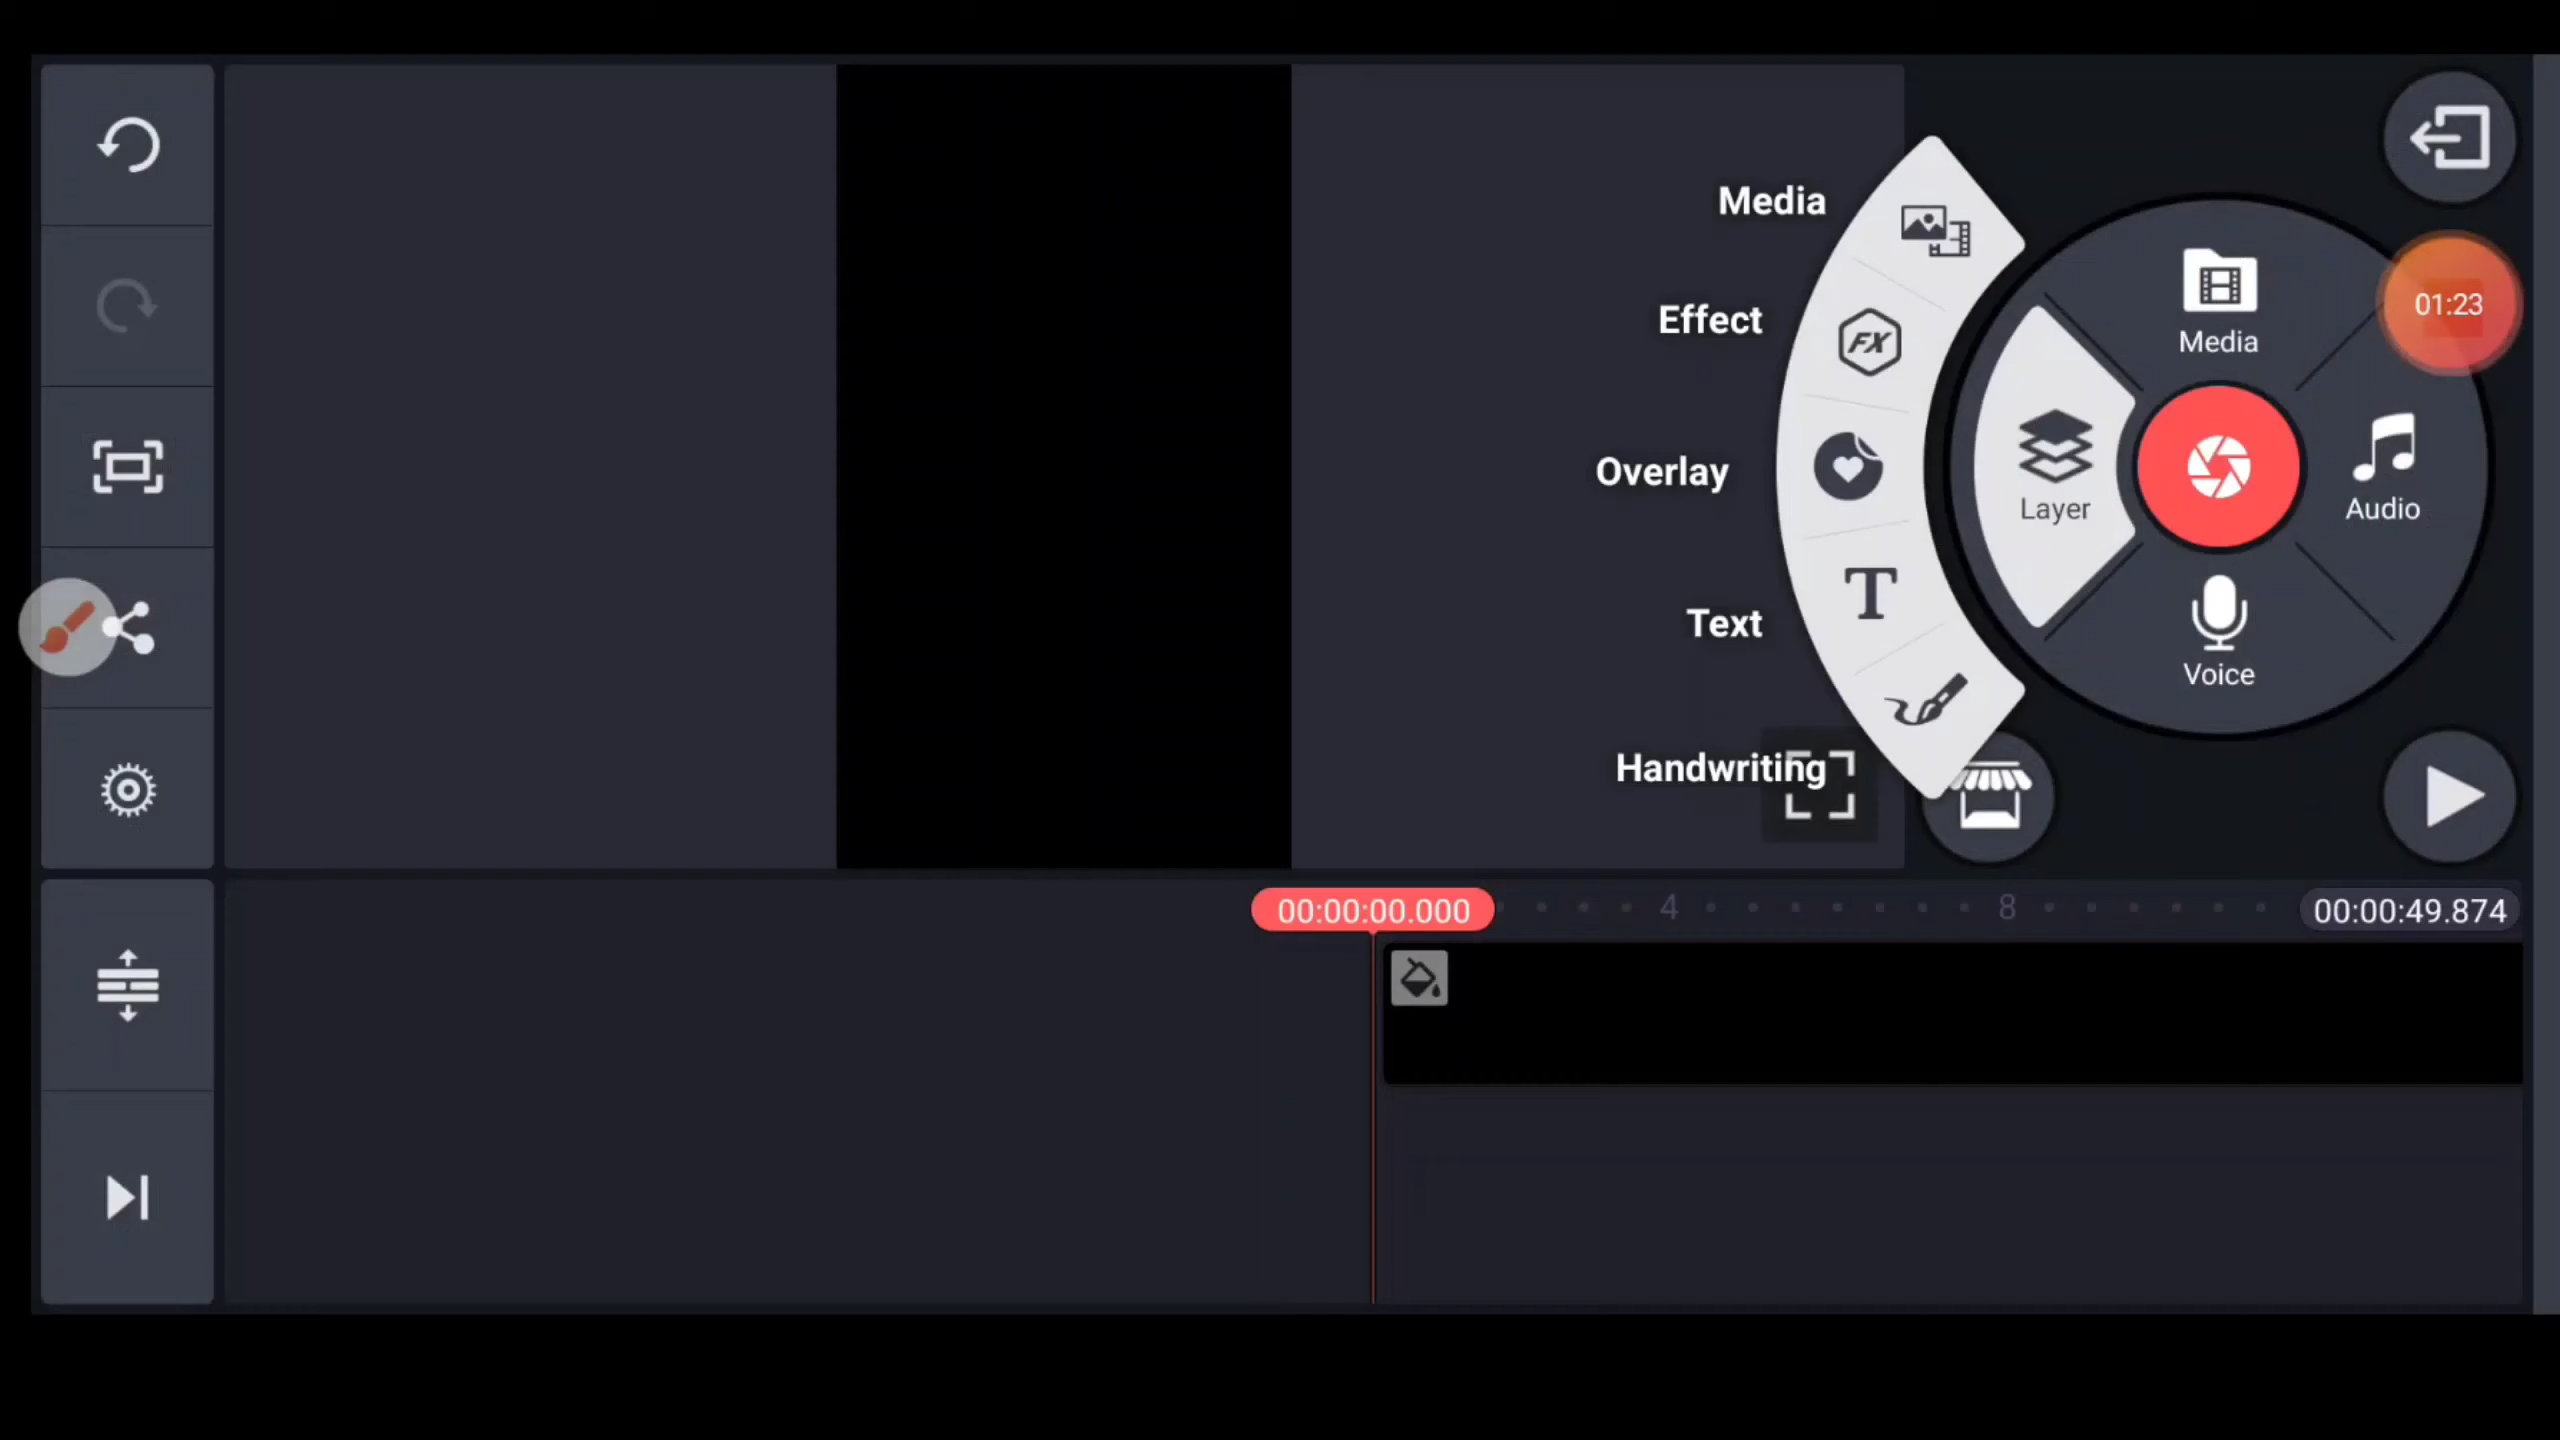 Media
Effect
Overlay
Text
Handwriting
FX
T
Media
01:23
Layer
Audio
Voice
00:00:00.000
4
8
00:00:49.874